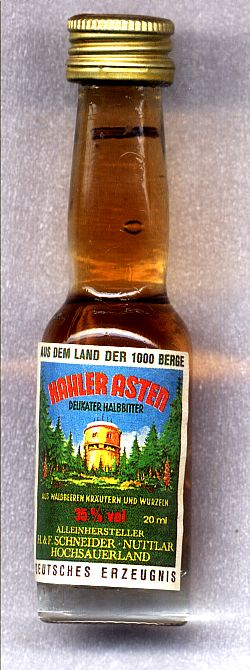 AUS DEM LAND DER 1000 BERGE
KAHLER ASTEN
DELIKATER HALBBITTER
AUS WALDBEEREN KRÄUTERN UND WURZELN
35 % vol 20 ml
ALLEINHERSTELLER
H.&F. SCHNEIDER · NUTTLAR
HOCHSAUERLAND
DEUTSCHES ERZEUGNIS